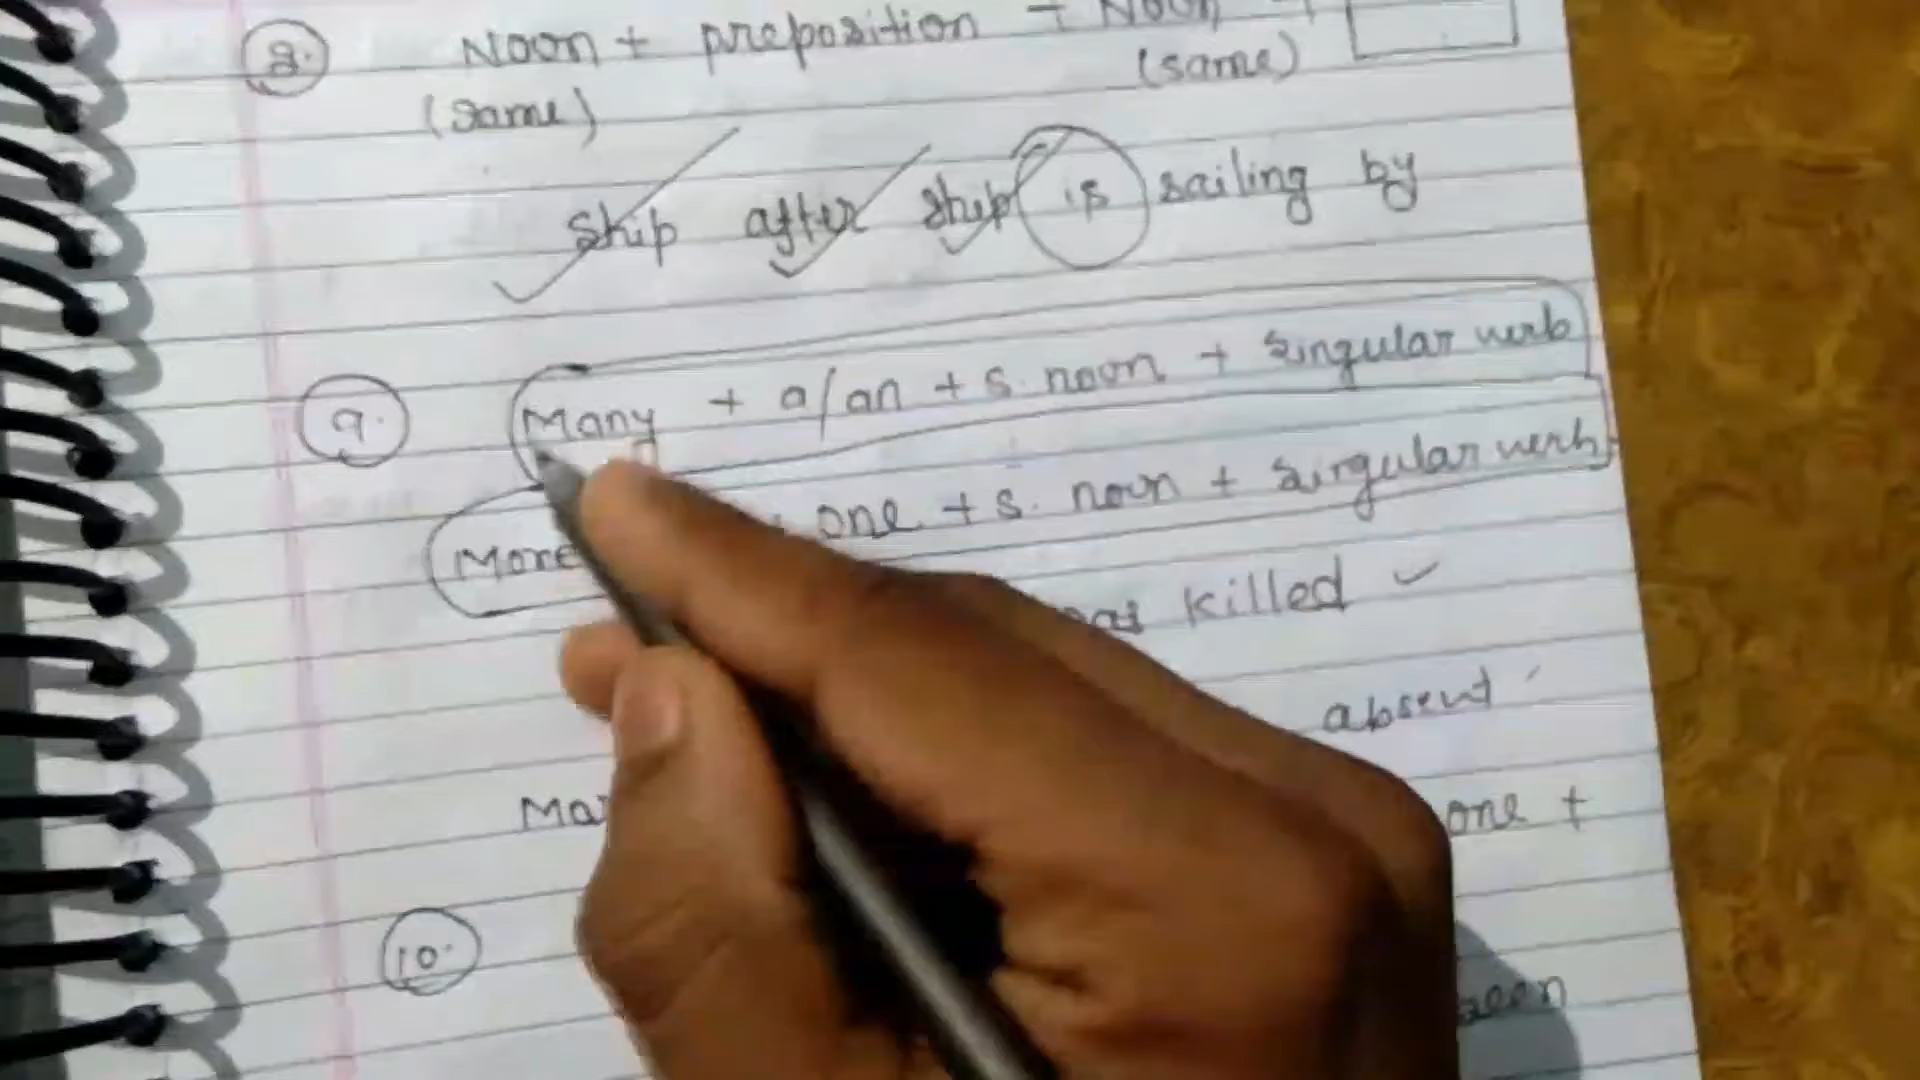 8. Noun + preposition + Noun +
(same) (same)
Ship after ship is sailing by
9. Many + a/an + s. noun + singular verb
More one + s. noun + singular verb
killed
absent
one +
10.